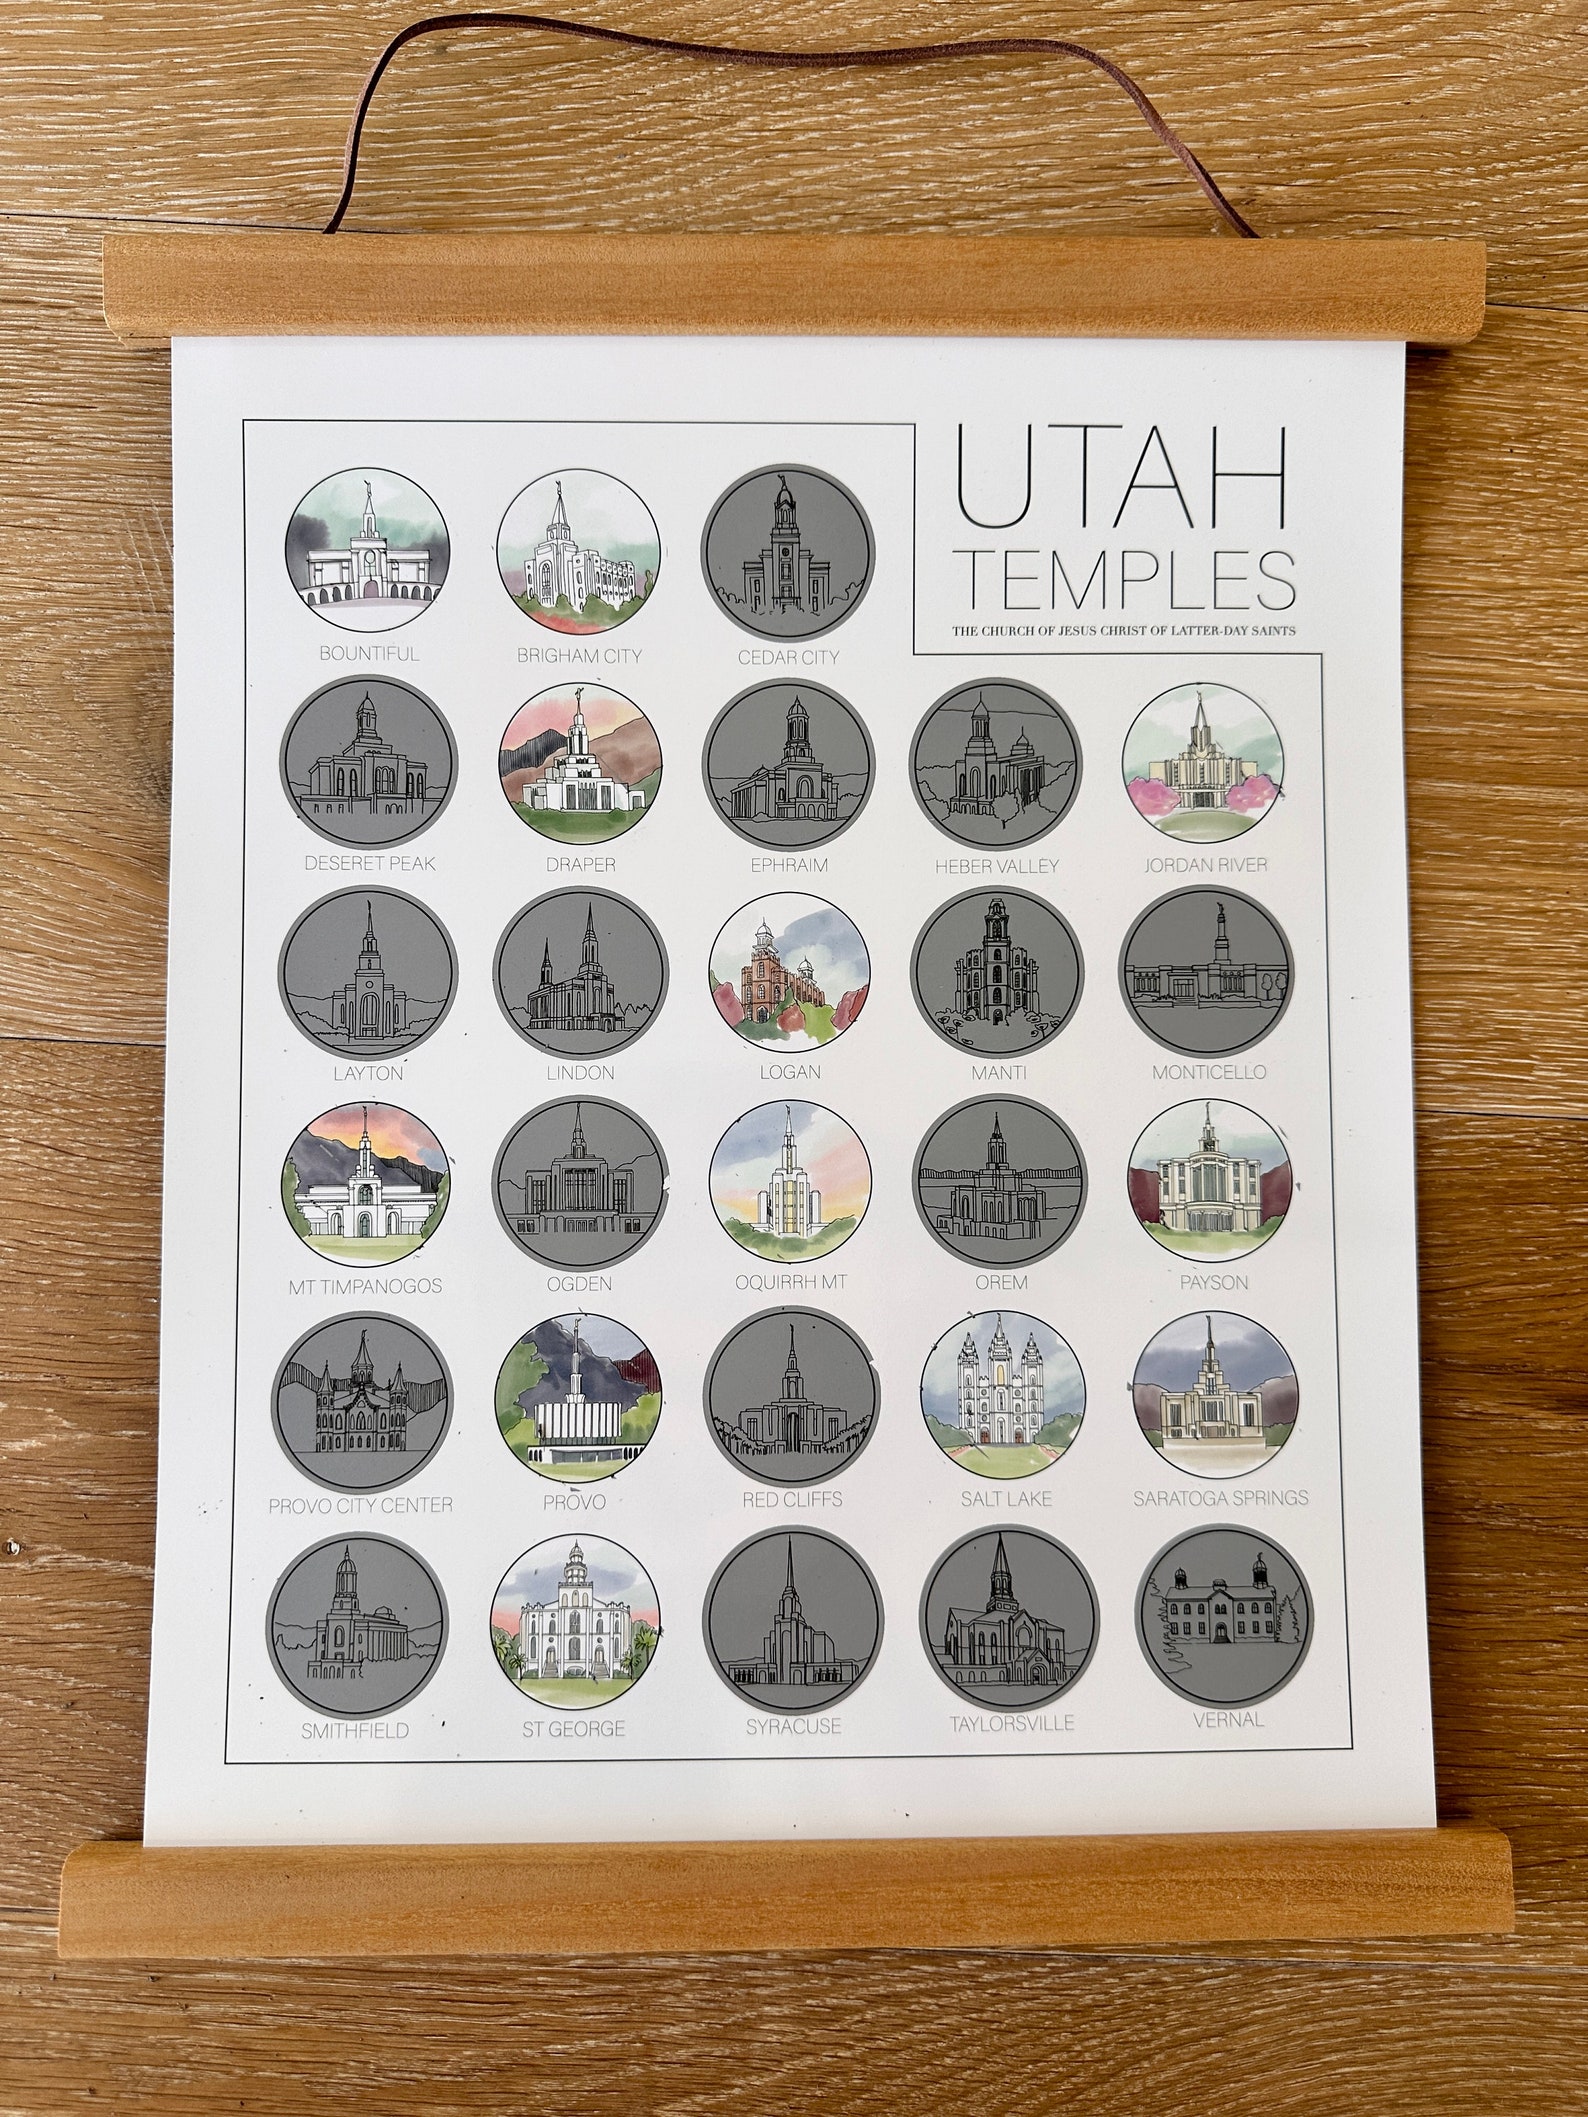 UTAH
TEMPLES
THE CHURCH OF JESUS CHRIST OF LATTER-DAY SAINTS
BOUNTIFUL
BRIGHAM CITY
CEDAR CITY
DESERET PEAK
DRAPER
EPHRAIM
HEBER VALLEY
JORDAN RIVER
LAYTON
LINDON
LOGAN
MANTI
MONTICELLO
MT TIMPANOGOS
OGDEN
OQUIRRH MT
OREM
PAYSON
PROVO CITY CENTER
PROVO
RED CLIFFS
SALT LAKE
SARATOGA SPRINGS
SMITHFIELD
ST GEORGE
SYRACUSE
TAYLORSVILLE
VERNAL